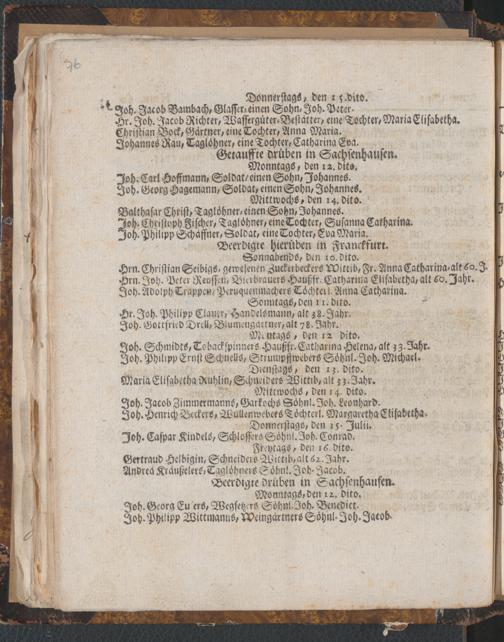 76
Donnerstags, den 15. dito.
Joh. Jacob Bambach, Glasser, einen Sohn, Joh. Peter.
Hr. Joh. Jacob Richter, Wassergüter-Bestätter, eine Tochter, Maria Elisabetha.
Christian Bock, Gärtner, eine Tochter, Anna Maria.
Johannes Rau, Taglöhner, eine Tochter, Catharina Eva.
Getauffte drüben in Sachsenhausen.
Montags, den 12. dito.
Joh. Carl Hoffmann, Soldat, einen Sohn, Johannes.
Joh. Georg Hagemann, Soldat, einen Sohn, Johannes.
Mittwochs, den 14. dito.
Balthasar Christ, Taglöhner, einen Sohn, Johannes.
Joh. Christoph Fischer, Taglöhner, eine Tochter, Susanna Catharina.
Joh. Philipp Schaffner, Soldat, eine Tochter, Eva Maria.
Beerdigte hierüben in Franckfurt.
Sonnabends, den 10. dito.
Hrn. Christian Seibigs, gewesenen Zuckerbeckers Wittib, Fr. Anna Catharina, alt 60. J.
Hrn. Joh. Peter Bierbrauers Haußfr. Catharina Elisabetha, alt 60. Jahr.
Joh. Adolph Trappen, Peruquenmachers Töchterl. Anna Catharina.
Sonntags, den 11. dito.
Hr. Joh. Philipp Clauer, Handelsmann, alt 38. Jahr.
Joh. Gottfried Drell, Blumengärtner, alt 78. Jahr.
Montags, den 12. dito.
Joh. Schmidts, Tobackspinners Haußfr. Catharina Helena, alt 33. Jahr.
Joh. Philipp Ernst Schnells, Strumpffwebers Söhnl. Joh. Michael.
Dienstags, den 13. dito.
Maria Elisabetha Ruhlin, Schneiders Wittib, alt 33. Jahr.
Mittwochs, den 14. dito.
Joh. Jacob Zimmermanns, Garkochs Söhnl. Joh. Leonhard.
Joh. Henrich Beckers, Wullenwebers Töchterl. Margaretha Elisabetha.
Donnerstags, den 15. Julii.
Joh. Caspar Kindels, Schlossers Söhnl. Joh. Conrad.
Freytags, den 16. dito.
Gertraud Helbigin, Schneiders Wittib, alt 62. Jahr.
Andreä Kräuselers, Taglöhners Söhnl. Joh. Jacob.
Beerdigte drüben in Sachsenhausen.
Montags, den 12. dito.
Joh. Georg Wegsetzers Söhnl. Joh. Benedict.
Joh. Philipp Wittmanns, Weingärtners Söhnl. Joh. Jacob.